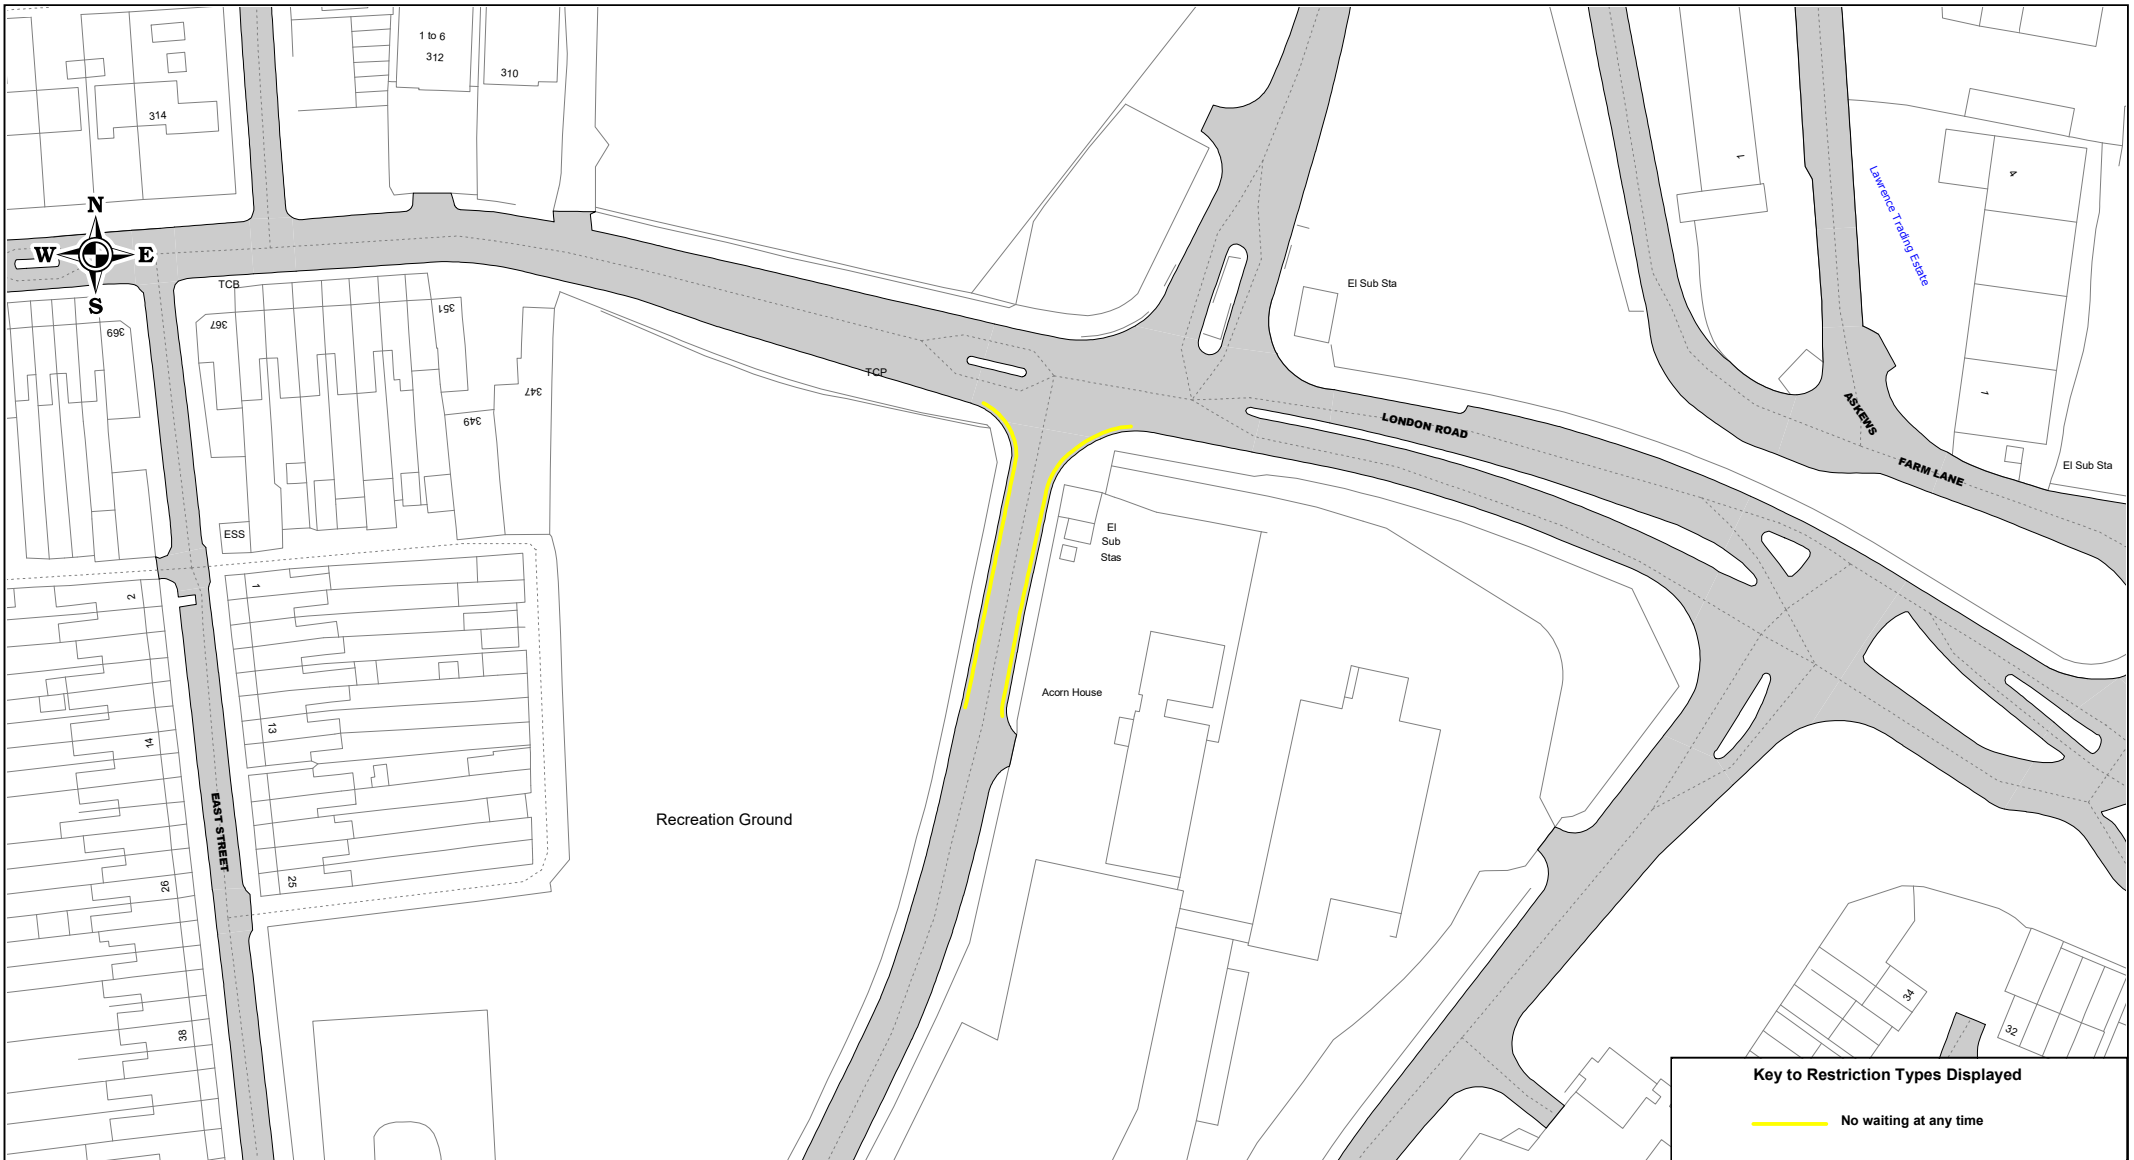 1 to 6
312
310
314
N
W
E
S
TCB
El Sub Sta
Lawrence Trading Estate
1
4
1
369
367
351
349
347
TCP
LONDON ROAD
ASKEWS
FARM LANE
El Sub Sta
ESS
El
Sub
Stas
2
1
14
13
Acorn House
Recreation Ground
EAST STREET
26
25
38
34
32
Key to Restriction Types Displayed
No waiting at any time